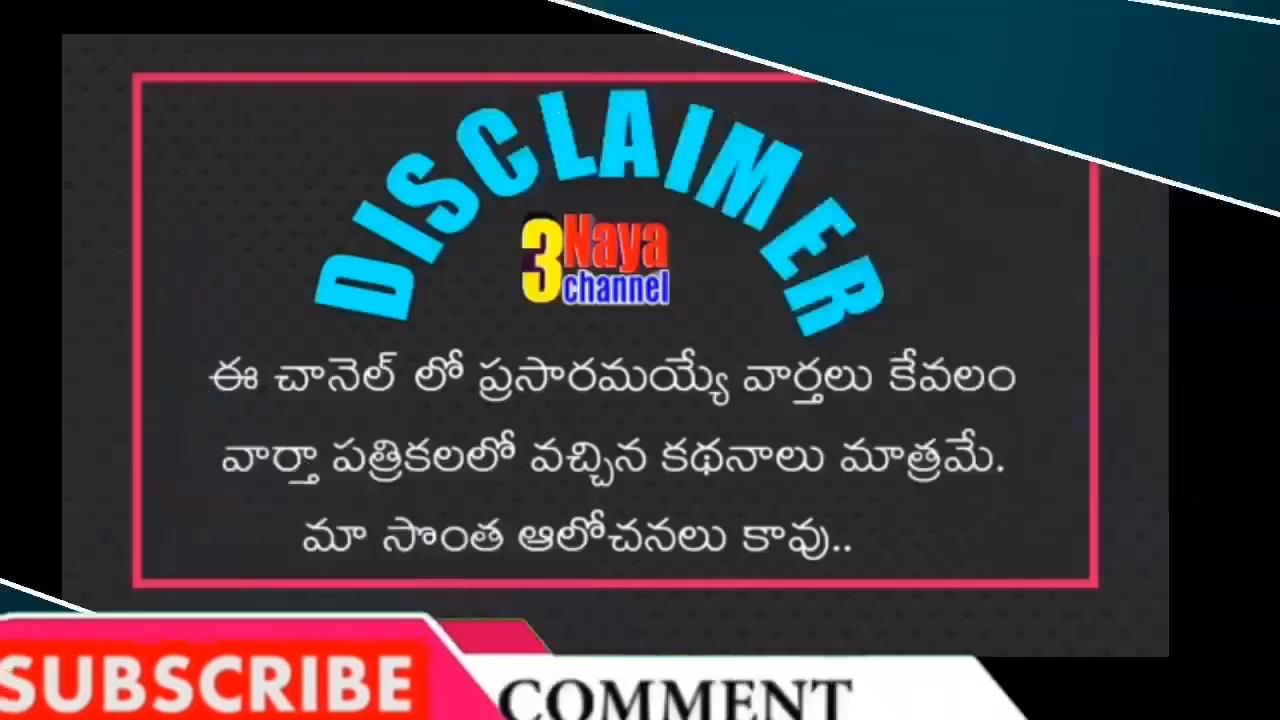 DISCLAIMER
3 Naya
channel
ఈ చానెల్ లో ప్రసారమయ్యే వార్తలు కేవలం
వార్తా పత్రికలలో వచ్చిన కథనాలు మాత్రమే.
మా సొంత ఆలోచనలు కావు..
SUBSCRIBE
COMMENT